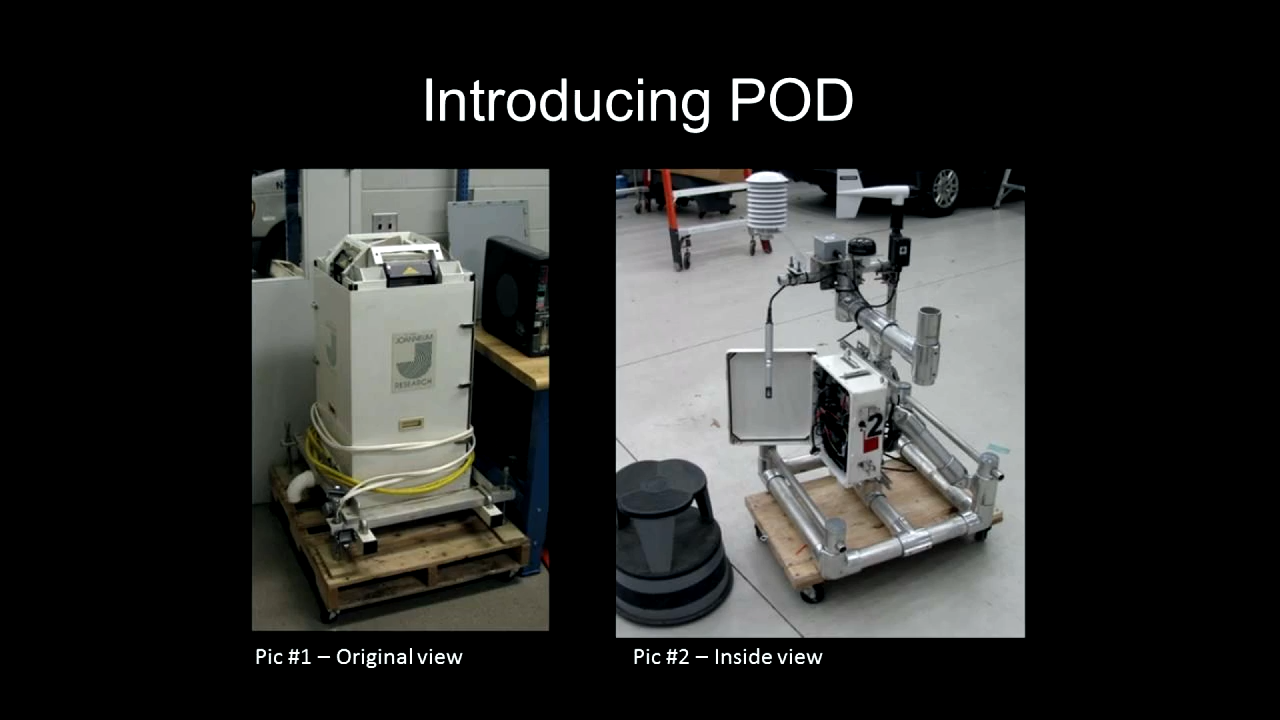 Introducing POD
JOANNEUM
RESEARCH
2
Pic #1 – Original view
Pic #2 – Inside view